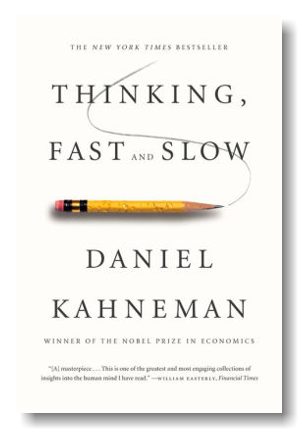 THE NEW YORK TIMES BESTSELLER
THINKING,
FAST AND SLOW
DANIEL
KAHNEMAN
WINNER OF THE NOBEL PRIZE IN ECONOMICS
"[A] masterpiece . . . This is one of the greatest and most engaging collections of
insights into the human mind I have read." —WILLIAM EASTERLY, Financial Times